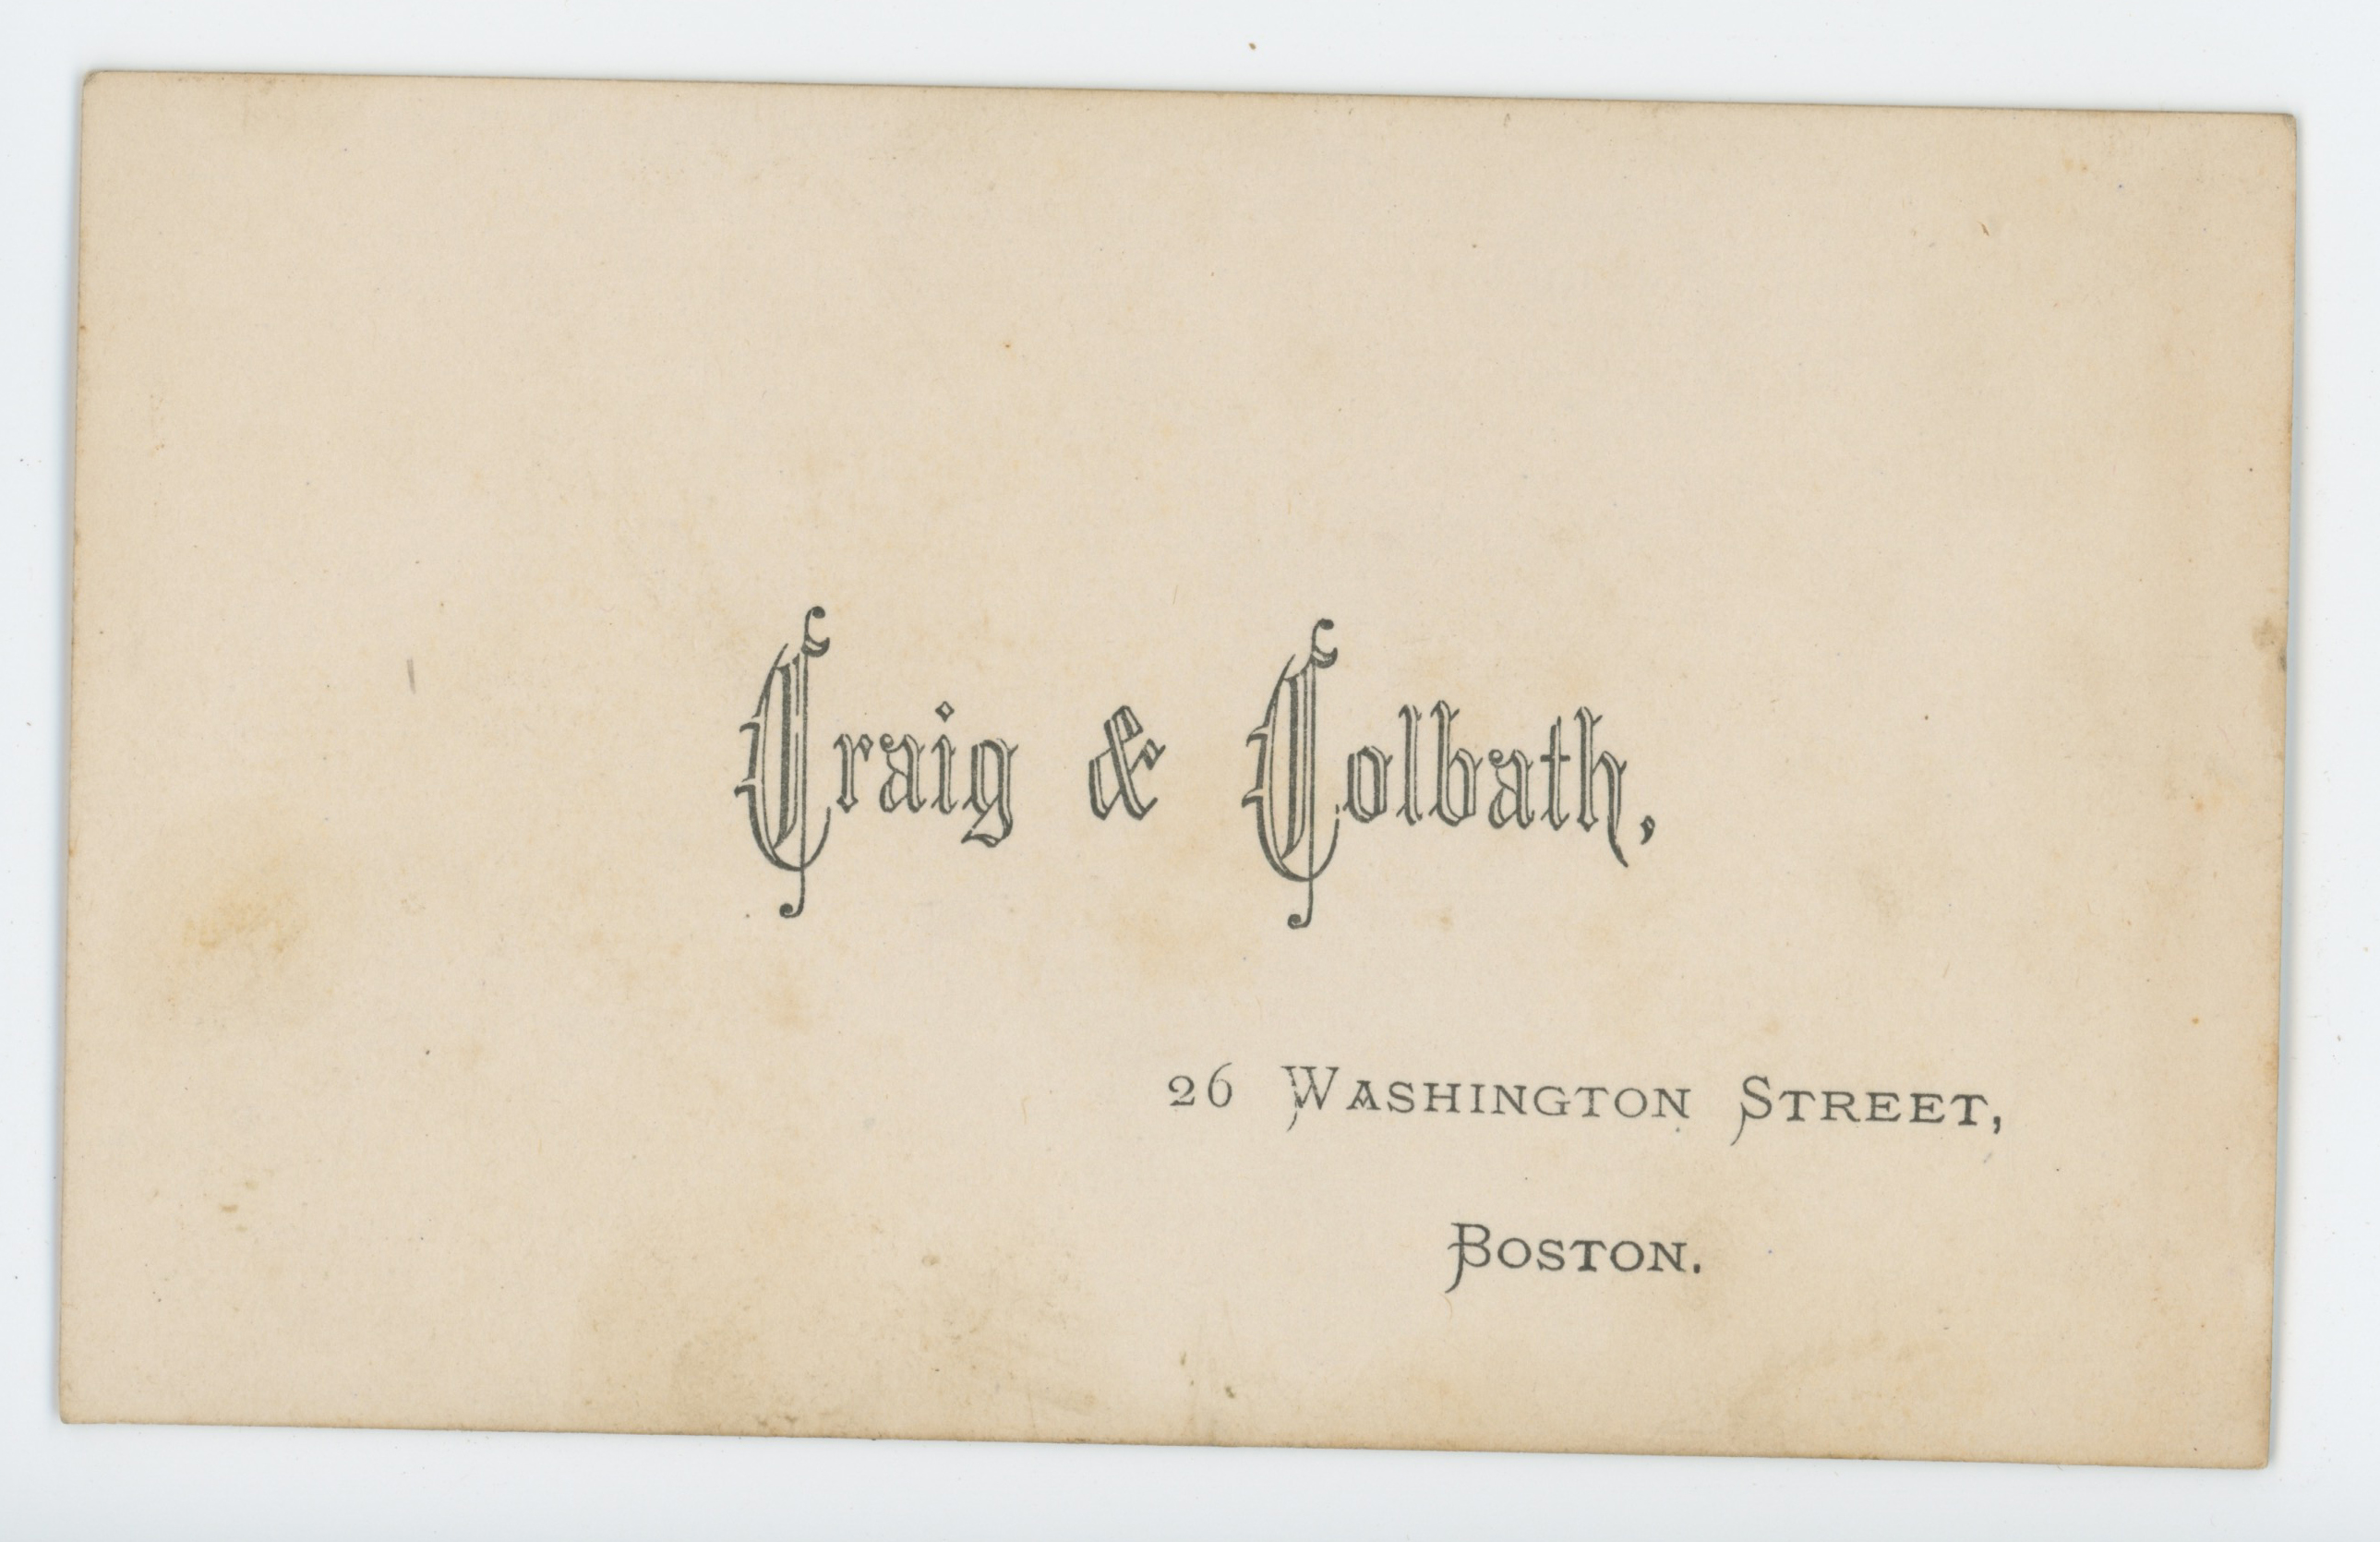 Craig & Colbath,
26 Washington Street,
Boston.